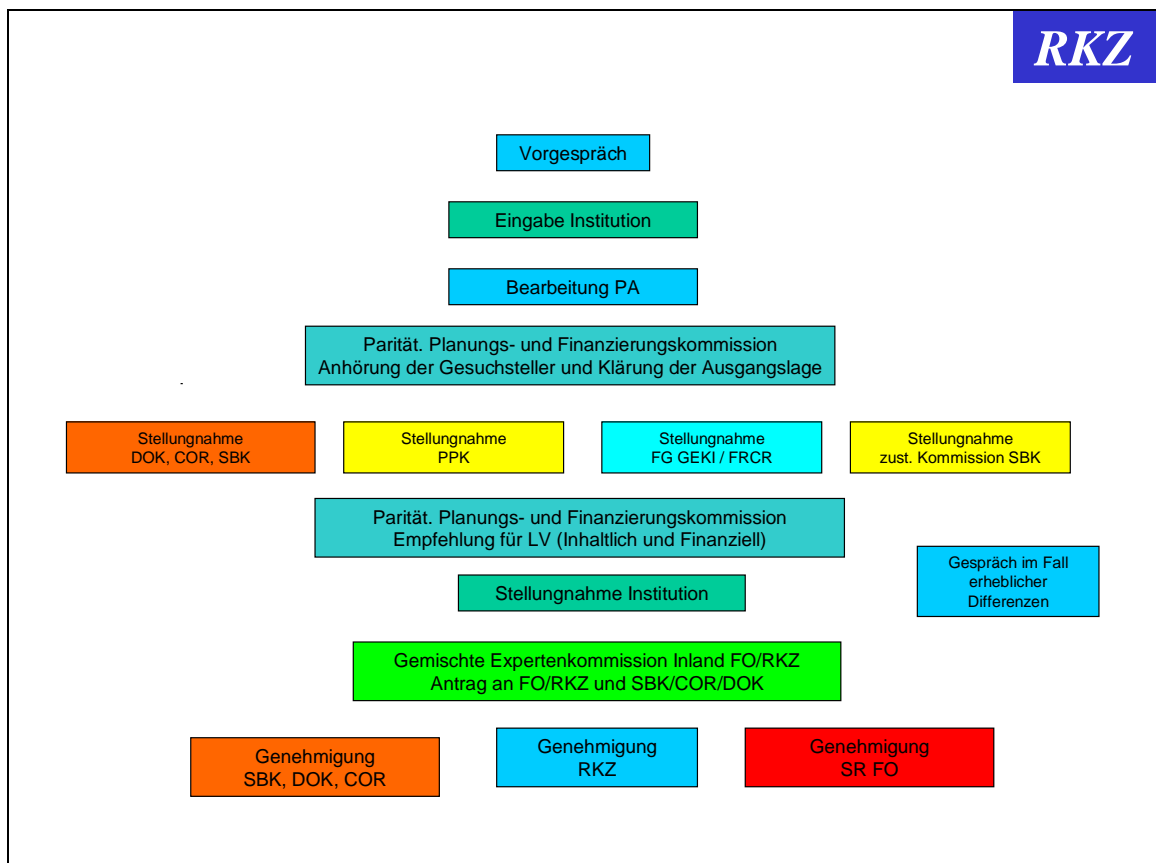 RKZ
Vorgespräch
Eingabe Institution
Bearbeitung PA
Parität. Planungs- und Finanzierungskommission
Anhörung der Gesuchsteller und Klärung der Ausgangslage
Stellungnahme
DOK, COR, SBK
Stellungnahme
PPK
Stellungnahme
FG GEKI / FRCR
Stellungnahme
zust. Kommission SBK
Parität. Planungs- und Finanzierungskommission
Empfehlung für LV (Inhaltlich und Finanziell)
Gespräch im Fall
erheblicher
Differenzen
Stellungnahme Institution
Gemischte Expertenkommission Inland FO/RKZ
Antrag an FO/RKZ und SBK/COR/DOK
Genehmigung
SBK, DOK, COR
Genehmigung
RKZ
Genehmigung
SR FO